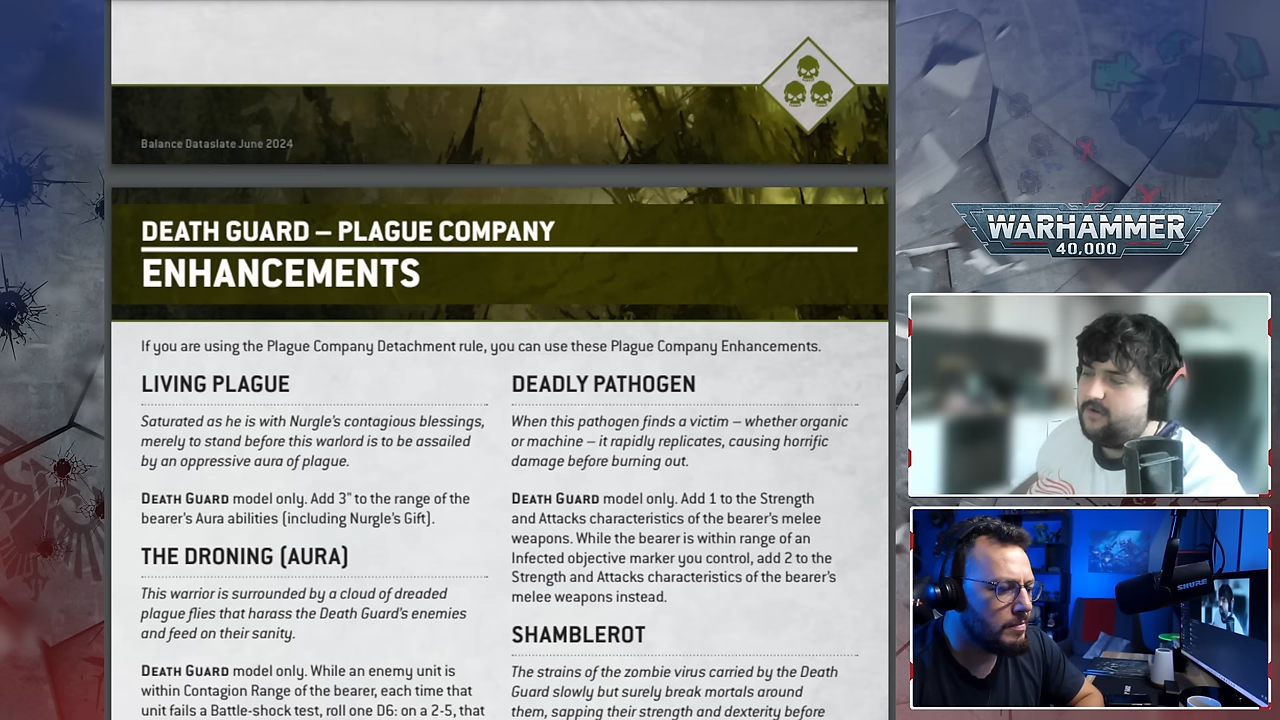 Balance Dataslate June 2024
DEATH GUARD – PLAGUE COMPANY
ENHANCEMENTS
If you are using the Plague Company Detachment rule, you can use these Plague Company Enhancements.
LIVING PLAGUE
Saturated as he is with Nurgle's contagious blessings,
merely to stand before this warlord is to be assailed
by an oppressive aura of plague.
DEATH GUARD model only. Add 3" to the range of the
bearer's Aura abilities (including Nurgle's Gift).
THE DRONING (AURA)
This warrior is surrounded by a cloud of dreaded
plague flies that harass the Death Guard's enemies
and feed on their sanity.
DEATH GUARD model only. While an enemy unit is
within Contagion Range of the bearer, each time that
unit fails a Battle-shock test, roll one D6: on a 2-5, that
DEADLY PATHOGEN
When this pathogen finds a victim – whether organic
or machine – it rapidly replicates, causing horrific
damage before burning out.
DEATH GUARD model only. Add 1 to the Strength
and Attacks characteristics of the bearer's melee
weapons. While the bearer is within range of an
Infected objective marker you control, add 2 to the
Strength and Attacks characteristics of the bearer's
melee weapons instead.
SHAMBLEROT
The strains of the zombie virus carried by the Death
Guard slowly but surely break mortals around
them, sapping their strength and dexterity before
WARHAMMER
40,000
SHURE